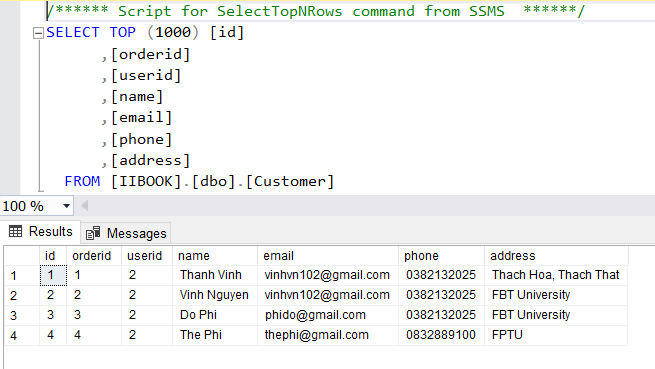 /****** Script for SelectTopNRows command from SSMS  ******/
SELECT TOP (1000) [id]
      ,[orderid]
      ,[userid]
      ,[name]
      ,[email]
      ,[phone]
      ,[address]
  FROM [IIBOOK].[dbo].[Customer]
100 %
Results Messages
id orderid userid name email phone address
1 1 1 2 Thanh Vinh vinhvn102@gmail.com 0382132025 Thach Hoa, Thach That
2 2 2 2 Vinh Nguyen vinhvn102@gmail.com 0382132025 FBT University
3 3 3 2 Do Phi phido@gmail.com 0382132025 FBT University
4 4 4 2 The Phi thephi@gmail.com 0832889100 FPTU